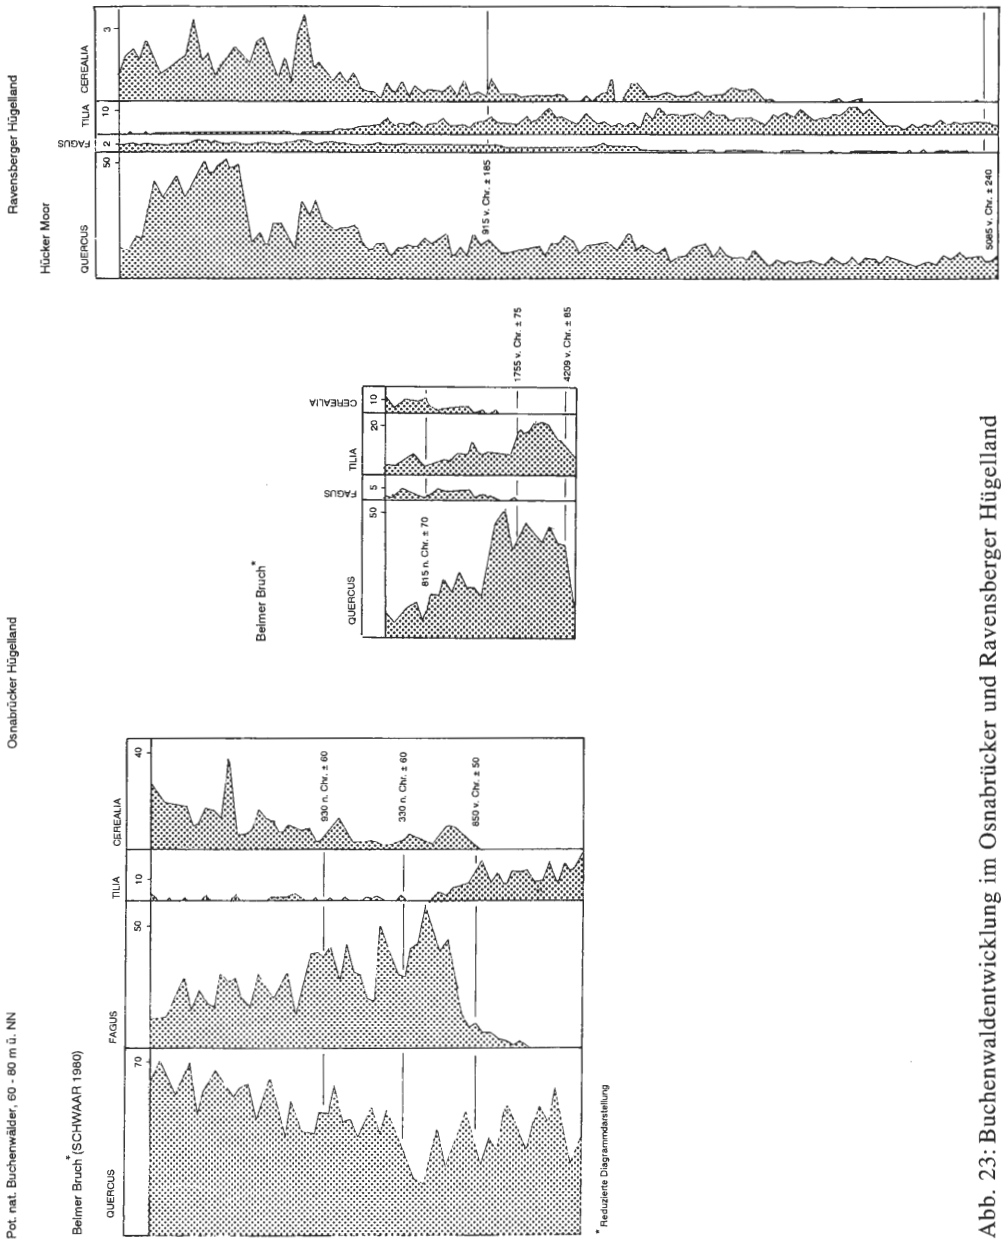 Pot. nat. Buchenwälder, 60 - 80 m ü. NN
Osnabrücker Hügelland
Ravensberger Hügelland
Belmer Bruch* (SCHWAAR 1980)
QUERCUS
70
FAGUS
50
TILIA
10
CEREALIA
40
930 n. Chr. ± 60
330 n. Chr. ± 60
850 v. Chr. ± 50
* Reduzierte Diagrammdarstellung
Belmer Bruch*
QUERCUS
50
FAGUS
5
TILIA
20
CEREALIA
10
815 n. Chr. ± 70
1755 v. Chr. ± 75
4209 v. Chr. ± 85
Hücker Moor
QUERCUS
50
FAGUS
2
TILIA
10
CEREALIA
3
915 v. Chr. ± 185
5085 v. Chr. ± 240
Abb. 23: Buchenwaldentwicklung im Osnabrücker und Ravensberger Hügelland